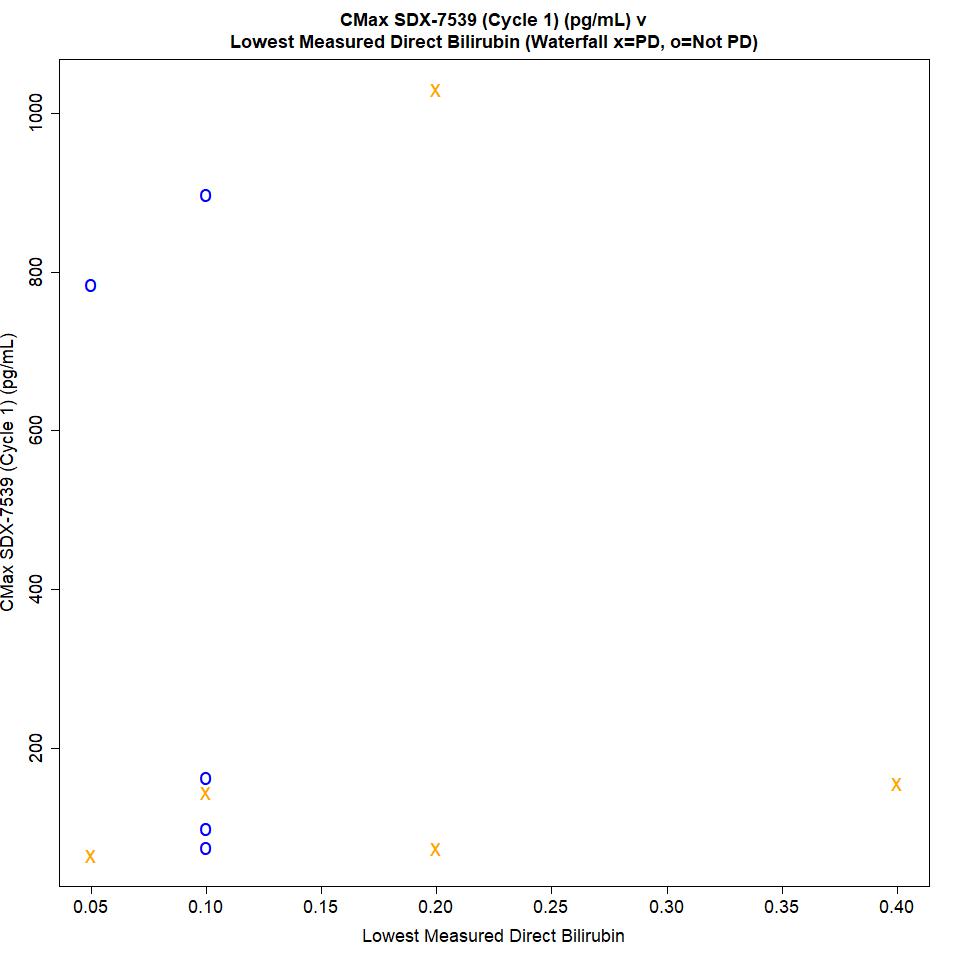 CMax SDX-7539 (Cycle 1) (pg/mL) v
Lowest Measured Direct Bilirubin (Waterfall x=PD, o=Not PD)
CMax SDX-7539 (Cycle 1) (pg/mL)
1000
800
600
400
200
X
O
O
O
X
X
O
O
X
X
0.05 0.10 0.15 0.20 0.25 0.30 0.35 0.40
Lowest Measured Direct Bilirubin